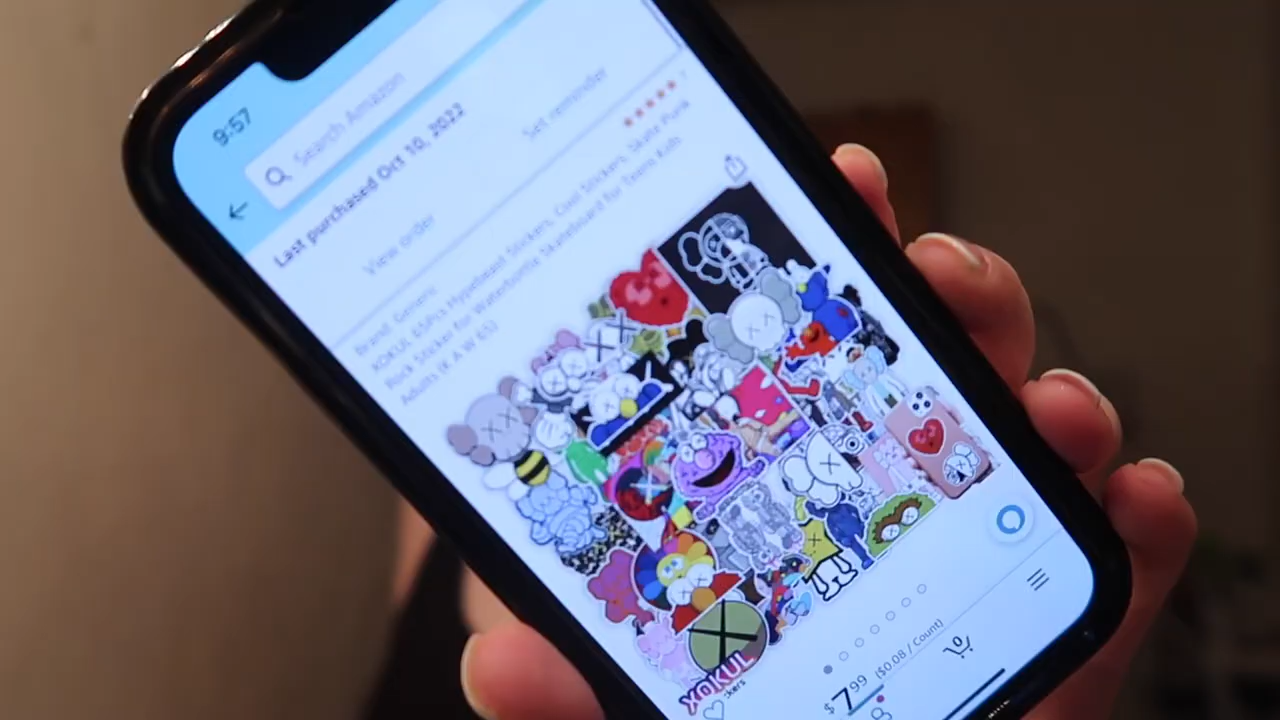 9:57
Search Amazon
Last purchased Oct 10, 2022
View order
Set reminder
Brand: Generic
7
XOKUL 65Pcs Hypebeast Stickers, Cool Stickers, Skate Punk
Rock Sticker for Waterbottle Skateboard for Teens Kids
Adults (K A W 65)
XOKUL
$7.99 ($0.08 / Count)
0